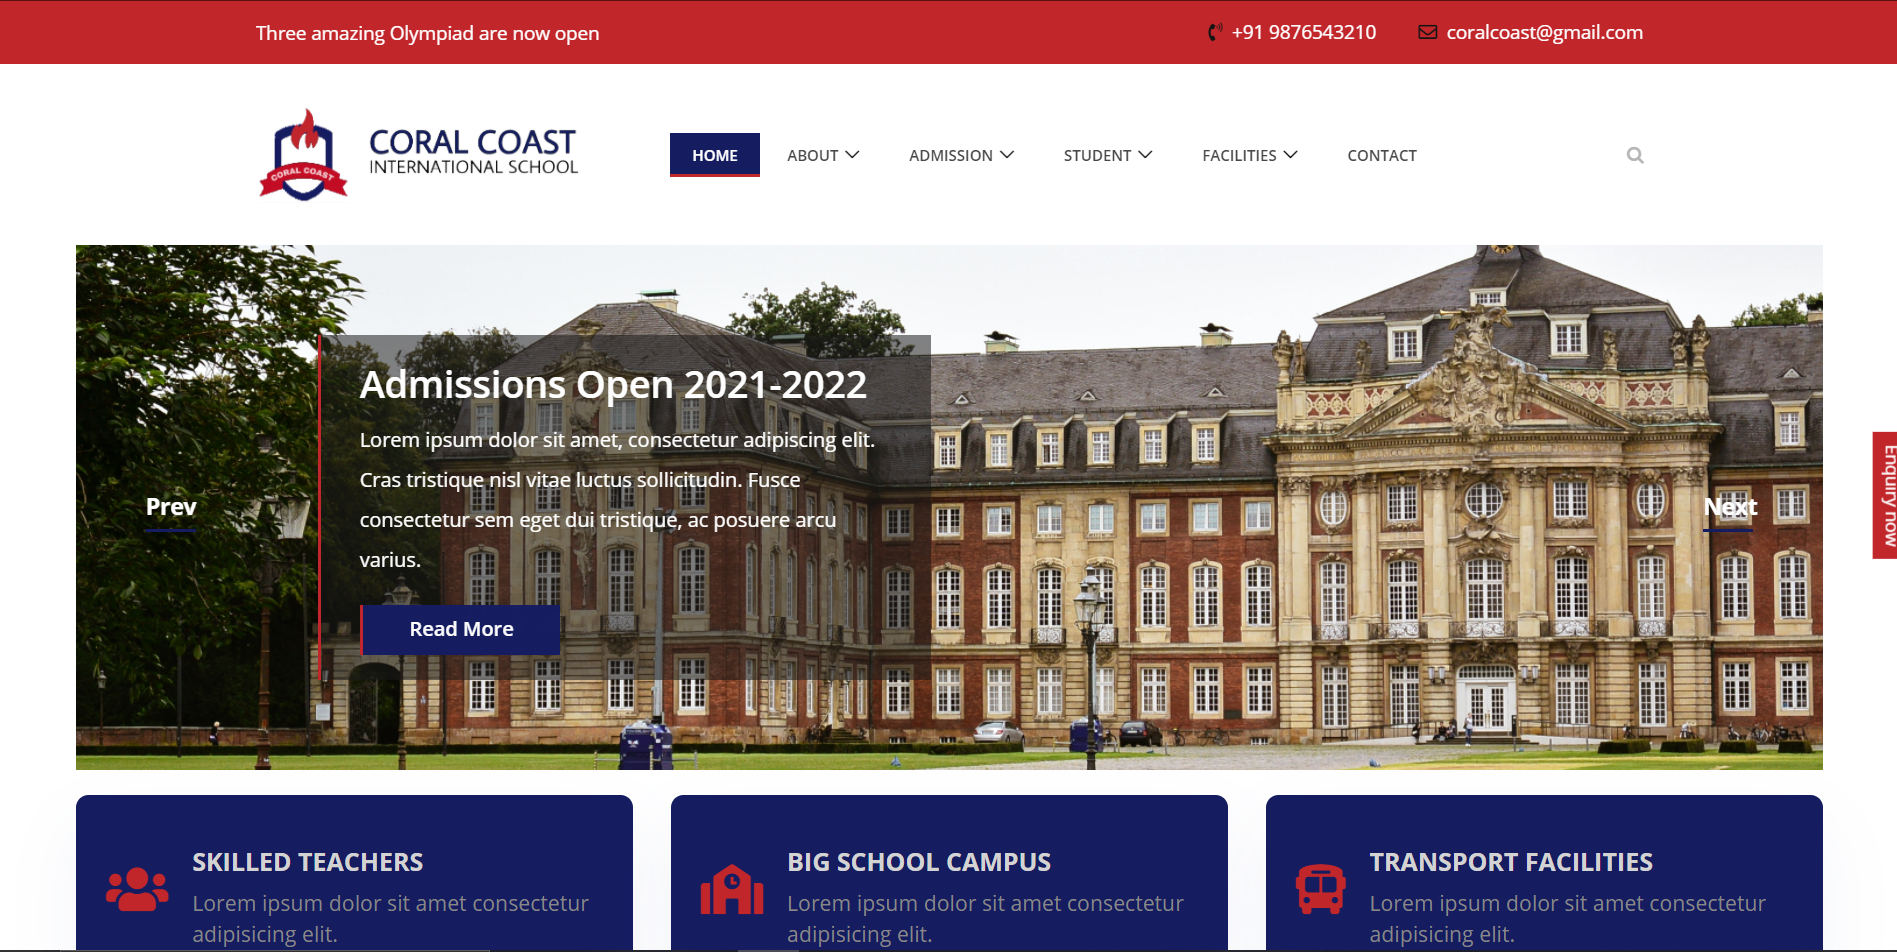 Three amazing Olympiad are now open
+91 9876543210
coralcoast@gmail.com
CORAL COAST
CORAL COAST
INTERNATIONAL SCHOOL
HOME
ABOUT
ADMISSION
STUDENT
FACILITIES
CONTACT
Admissions Open 2021-2022
Lorem ipsum dolor sit amet, consectetur adipiscing elit.
Cras tristique nisl vitae luctus sollicitudin. Fusce
consectetur sem eget dui tristique, ac posuere arcu
varius.
Read More
Prev
Next
Enquiry now
SKILLED TEACHERS
Lorem ipsum dolor sit amet consectetur
adipisicing elit.
BIG SCHOOL CAMPUS
Lorem ipsum dolor sit amet consectetur
adipisicing elit.
TRANSPORT FACILITIES
Lorem ipsum dolor sit amet consectetur
adipisicing elit.